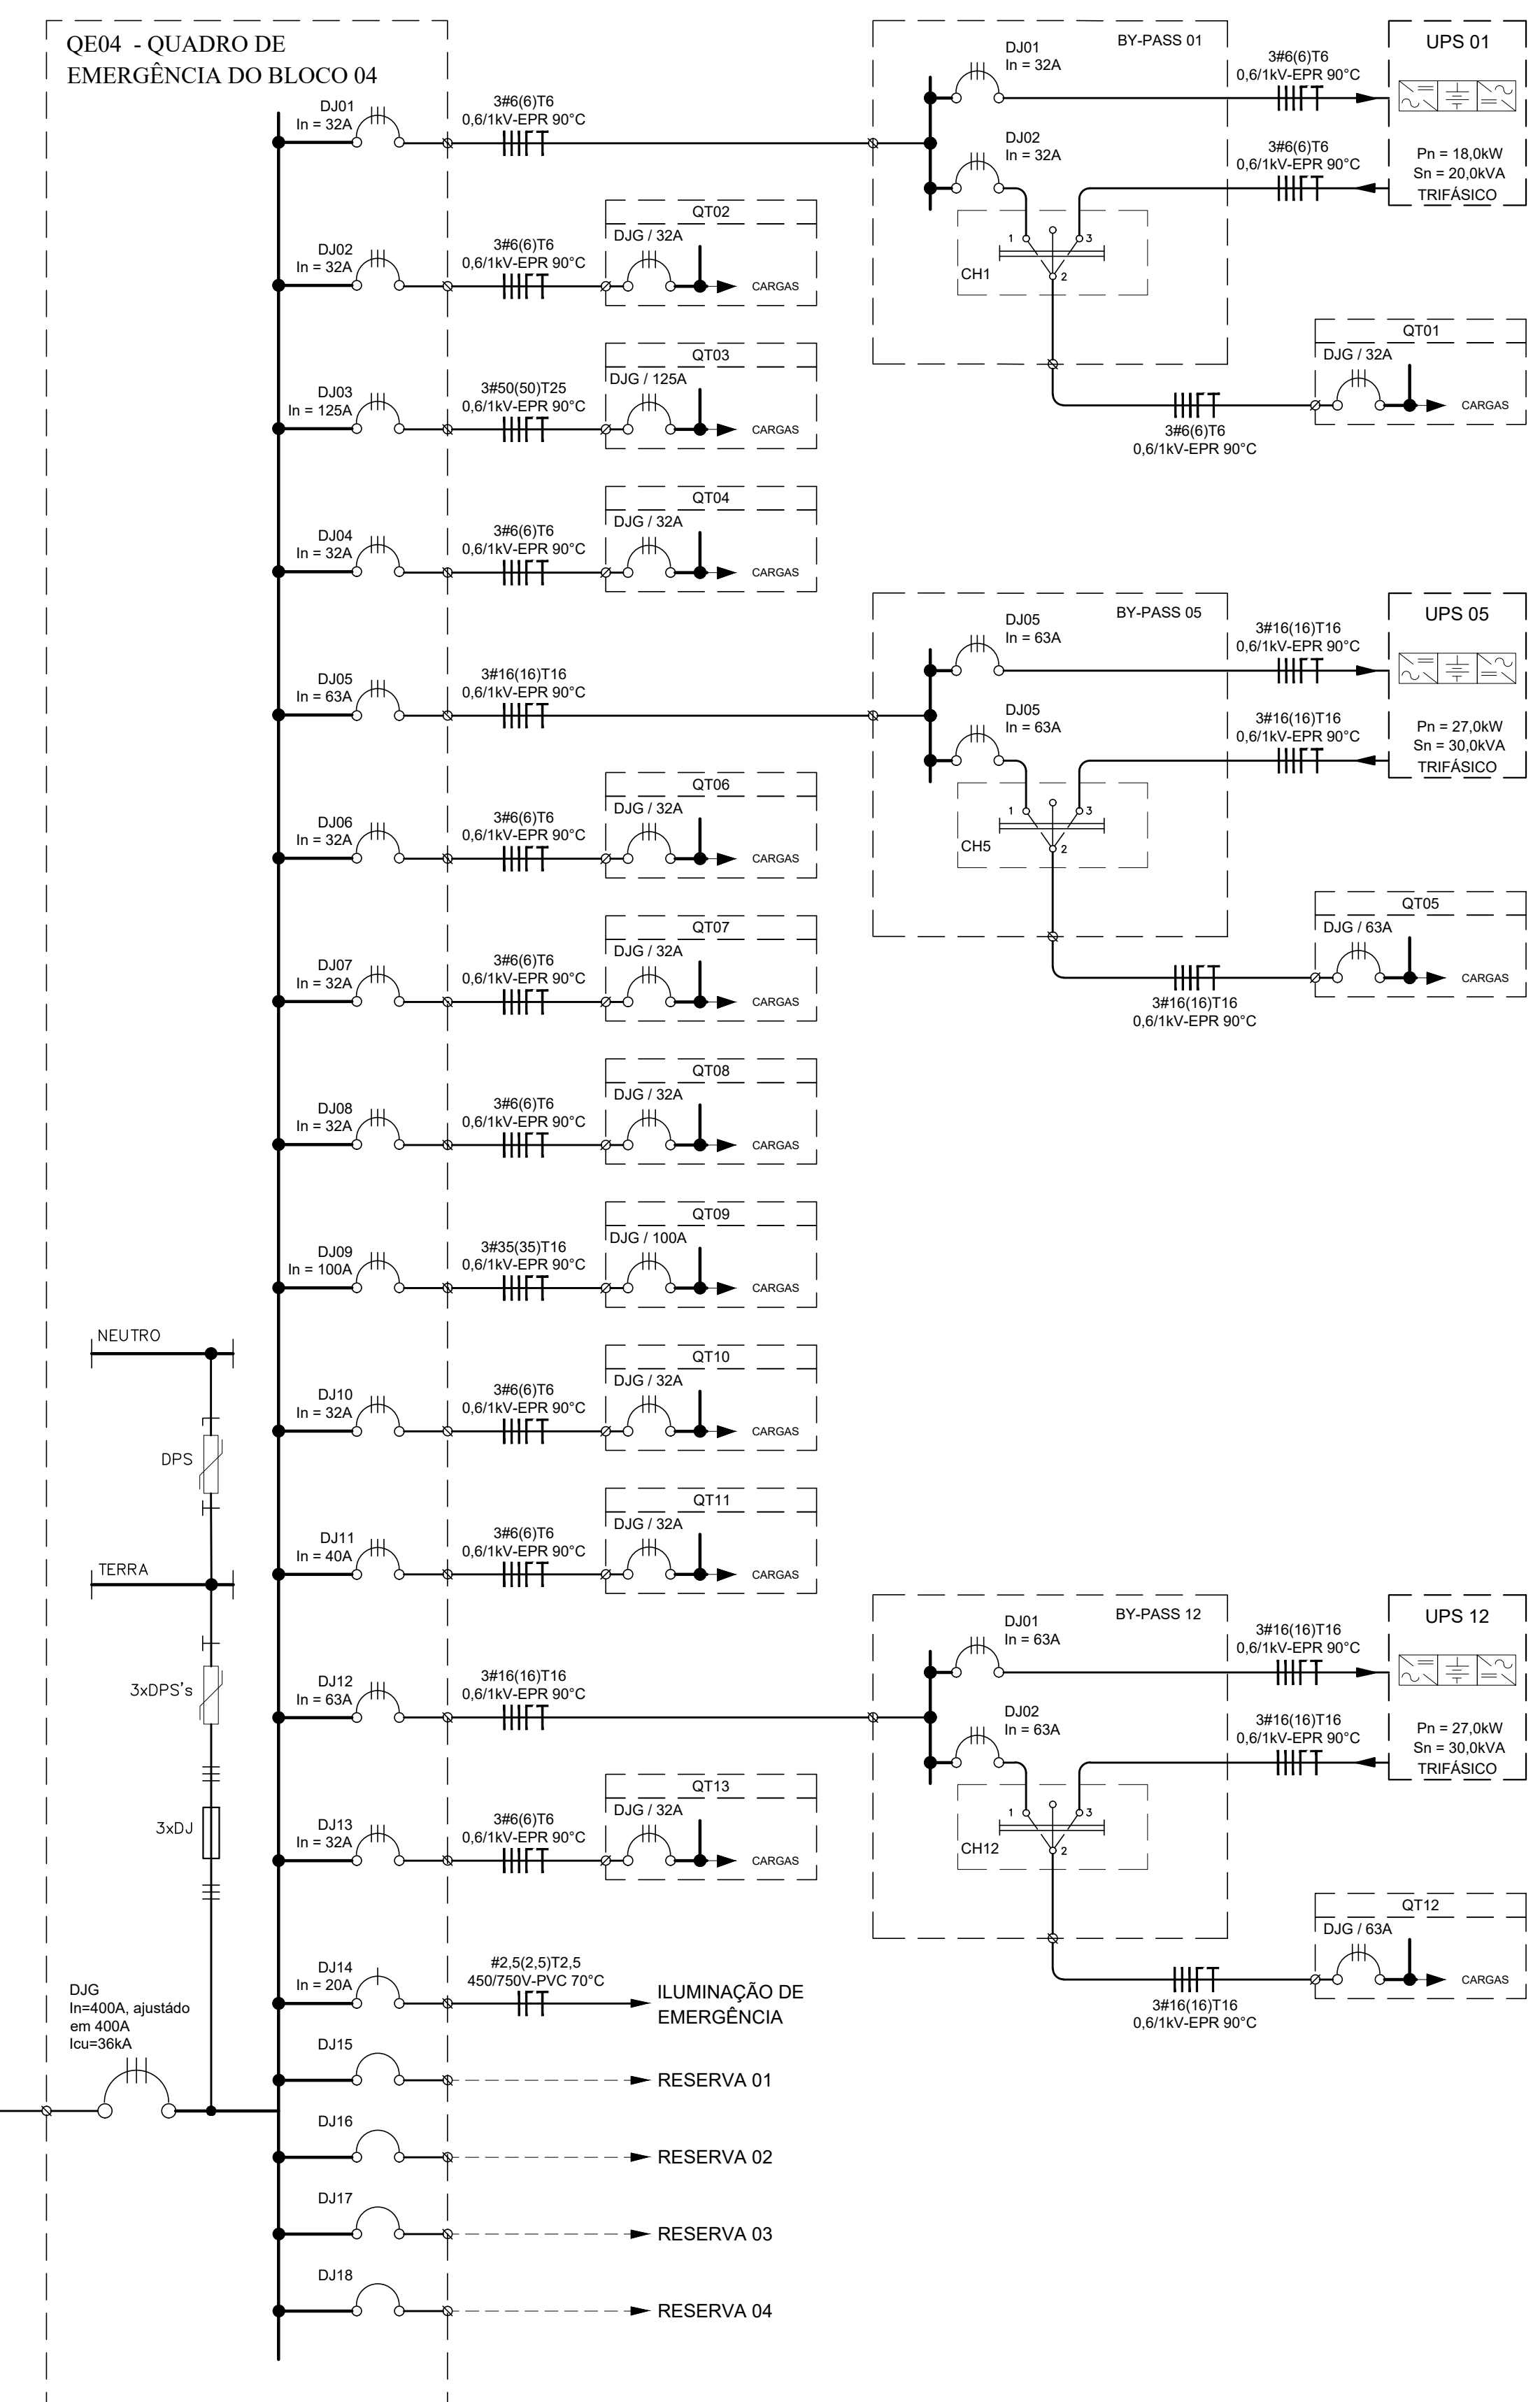 QE04 - QUADRO DE
EMERGÊNCIA DO BLOCO 04
DJ01
In = 32A
3#6(6)T6
0,6/1kV-EPR 90°C
BY-PASS 01
DJ01
In = 32A
3#6(6)T6
0,6/1kV-EPR 90°C
UPS 01
DJ02
In = 32A
3#6(6)T6
0,6/1kV-EPR 90°C
Pn = 18,0kW
Sn = 20,0kVA
TRIFÁSICO
1
3
2
CH1
QT01
DJG / 32A
CARGAS
3#6(6)T6
0,6/1kV-EPR 90°C
DJ02
In = 32A
3#6(6)T6
0,6/1kV-EPR 90°C
QT02
DJG / 32A
CARGAS
DJ03
In = 125A
3#50(50)T25
0,6/1kV-EPR 90°C
QT03
DJG / 125A
CARGAS
DJ04
In = 32A
3#6(6)T6
0,6/1kV-EPR 90°C
QT04
DJG / 32A
CARGAS
DJ05
In = 63A
3#16(16)T16
0,6/1kV-EPR 90°C
BY-PASS 05
DJ05
In = 63A
3#16(16)T16
0,6/1kV-EPR 90°C
UPS 05
DJ05
In = 63A
3#16(16)T16
0,6/1kV-EPR 90°C
Pn = 27,0kW
Sn = 30,0kVA
TRIFÁSICO
1
3
2
CH5
QT05
DJG / 63A
CARGAS
3#16(16)T16
0,6/1kV-EPR 90°C
DJ06
In = 32A
3#6(6)T6
0,6/1kV-EPR 90°C
QT06
DJG / 32A
CARGAS
DJ07
In = 32A
3#6(6)T6
0,6/1kV-EPR 90°C
QT07
DJG / 32A
CARGAS
DJ08
In = 32A
3#6(6)T6
0,6/1kV-EPR 90°C
QT08
DJG / 32A
CARGAS
DJ09
In = 100A
3#35(35)T16
0,6/1kV-EPR 90°C
QT09
DJG / 100A
CARGAS
NEUTRO
DPS
TERRA
3xDPS's
3xDJ
DJ10
In = 32A
3#6(6)T6
0,6/1kV-EPR 90°C
QT10
DJG / 32A
CARGAS
DJ11
In = 40A
3#6(6)T6
0,6/1kV-EPR 90°C
QT11
DJG / 32A
CARGAS
DJ12
In = 63A
3#16(16)T16
0,6/1kV-EPR 90°C
BY-PASS 12
DJ01
In = 63A
3#16(16)T16
0,6/1kV-EPR 90°C
UPS 12
DJ02
In = 63A
3#16(16)T16
0,6/1kV-EPR 90°C
Pn = 27,0kW
Sn = 30,0kVA
TRIFÁSICO
1
3
2
CH12
QT12
DJG / 63A
CARGAS
3#16(16)T16
0,6/1kV-EPR 90°C
DJ13
In = 32A
3#6(6)T6
0,6/1kV-EPR 90°C
QT13
DJG / 32A
CARGAS
DJ14
In = 20A
#2,5(2,5)T2,5
450/750V-PVC 70°C
ILUMINAÇÃO DE
EMERGÊNCIA
DJG
In=400A, ajustádo
em 400A
Icu=36kA
DJ15
RESERVA 01
DJ16
RESERVA 02
DJ17
RESERVA 03
DJ18
RESERVA 04